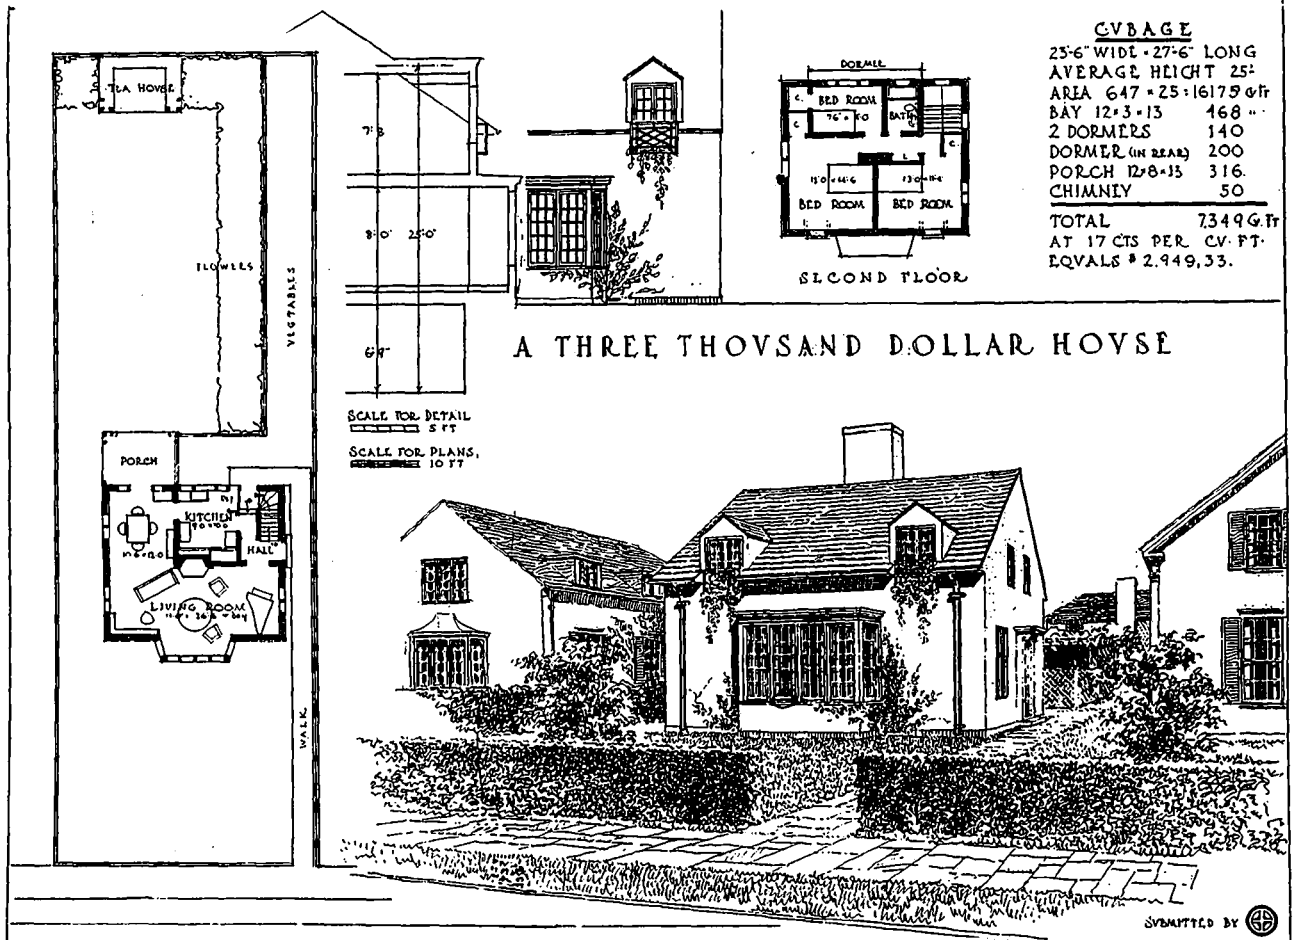 CVBAGE
23'-6" WIDE × 27'-6" LONG
AVERAGE HEIGHT 25'
AREA 647 × 25 = 16175 CU FT
BAY 12×3×13 468 "
2 DORMERS 140
DORMER (IN REAR) 200
PORCH 12×8×13 316.
CHIMNEY 50
TOTAL 7349 CU. FT
AT 17 CTS PER CV. FT.
EQVALS $ 2.949,33.
DORMER
C.
BED ROOM
BATH
C
C.
L
BED ROOM
BED ROOM
SECOND FLOOR
A THREE THOVSAND DOLLAR HOVSE
7'-8
8'-0"
25'-0"
SCALE FOR DETAIL
5 FT
SCALE FOR PLANS,
10 FT
TEA HOUSE
FLOWERS
VEGTABLES
PORCH
KITCHEN
HALL
LIVING ROOM
WALK
SVBMITTED BY